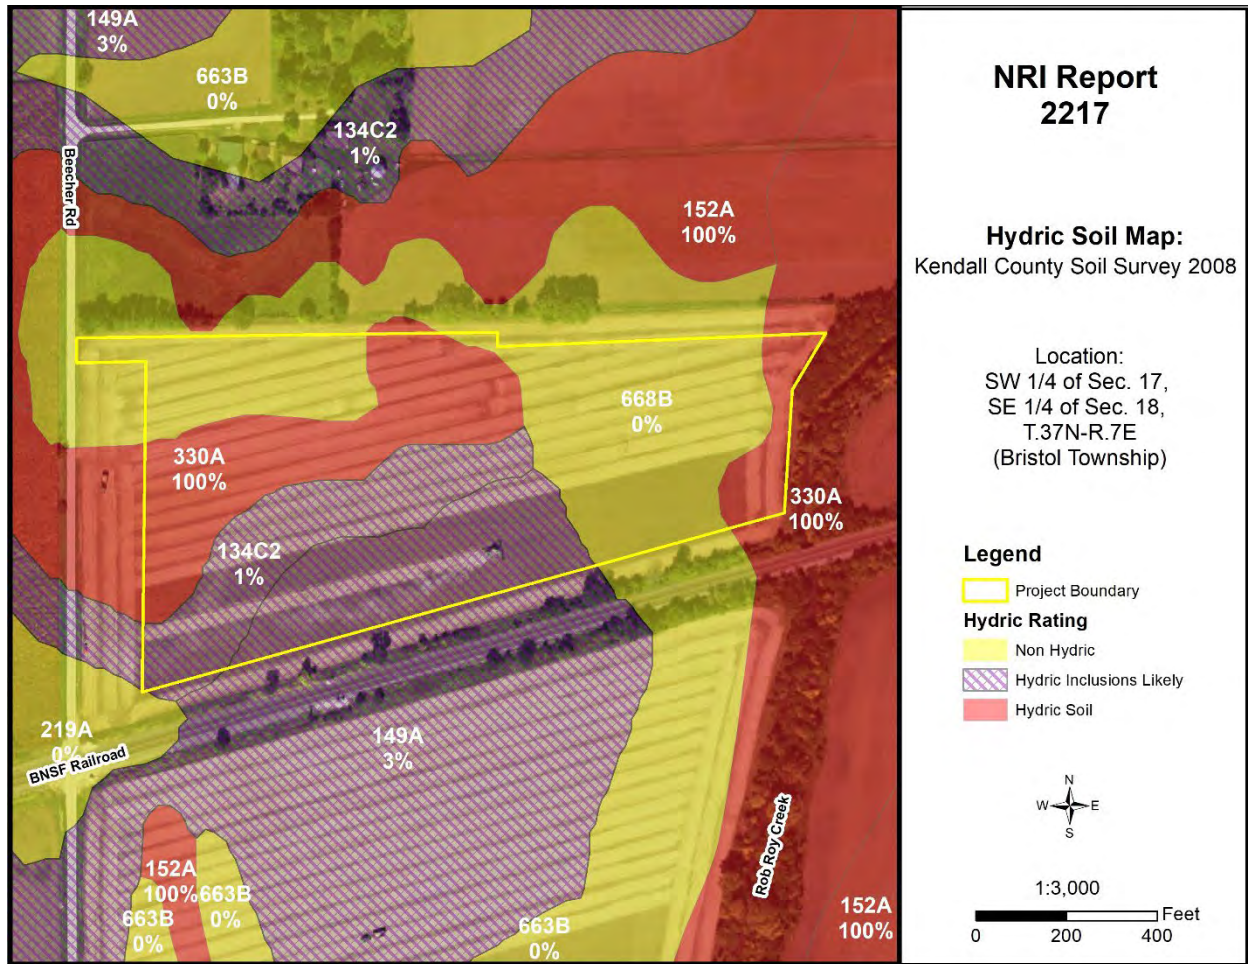 149A
3%
663B
0%
134C2
1%
Beecher Rd
152A
100%
668B
0%
330A
100%
330A
100%
134C2
1%
219A
0%
BNSF Railroad
149A
3%
152A
100%
663B
0%
663B
0%
Rob Roy Creek
663B
0%
152A
100%
NRI Report
2217
Hydric Soil Map:
Kendall County Soil Survey 2008
Location:
SW 1/4 of Sec. 17,
SE 1/4 of Sec. 18,
T.37N-R.7E
(Bristol Township)
Legend
Project Boundary
Hydric Rating
Non Hydric
Hydric Inclusions Likely
Hydric Soil
N
W E
S
1:3,000
Feet
0 200 400